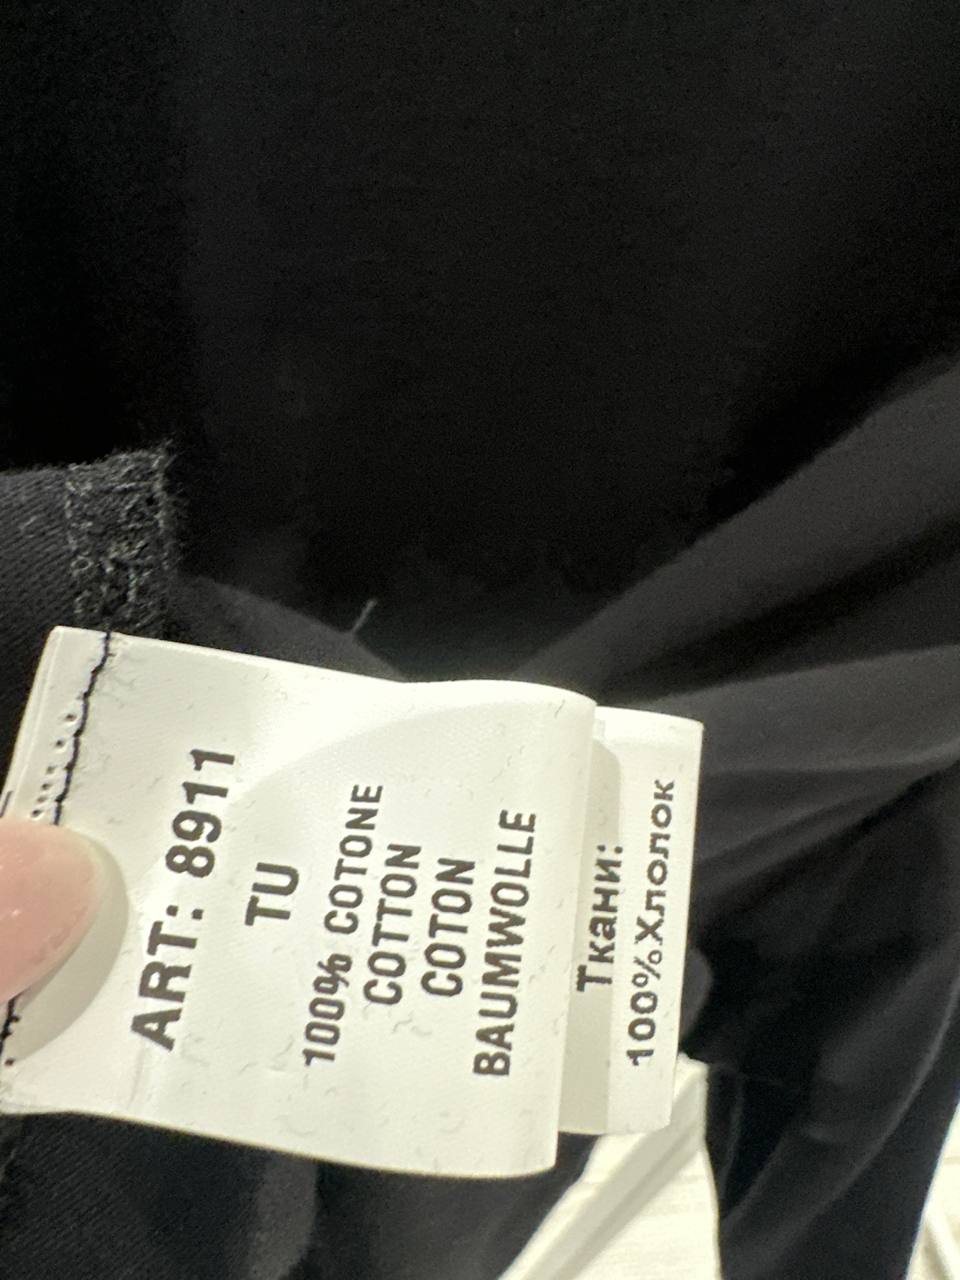 ART: 8911
TU
100% COTONE
COTTON
COTON
BAUMWOLLE
Ткани:
100%Хлопок